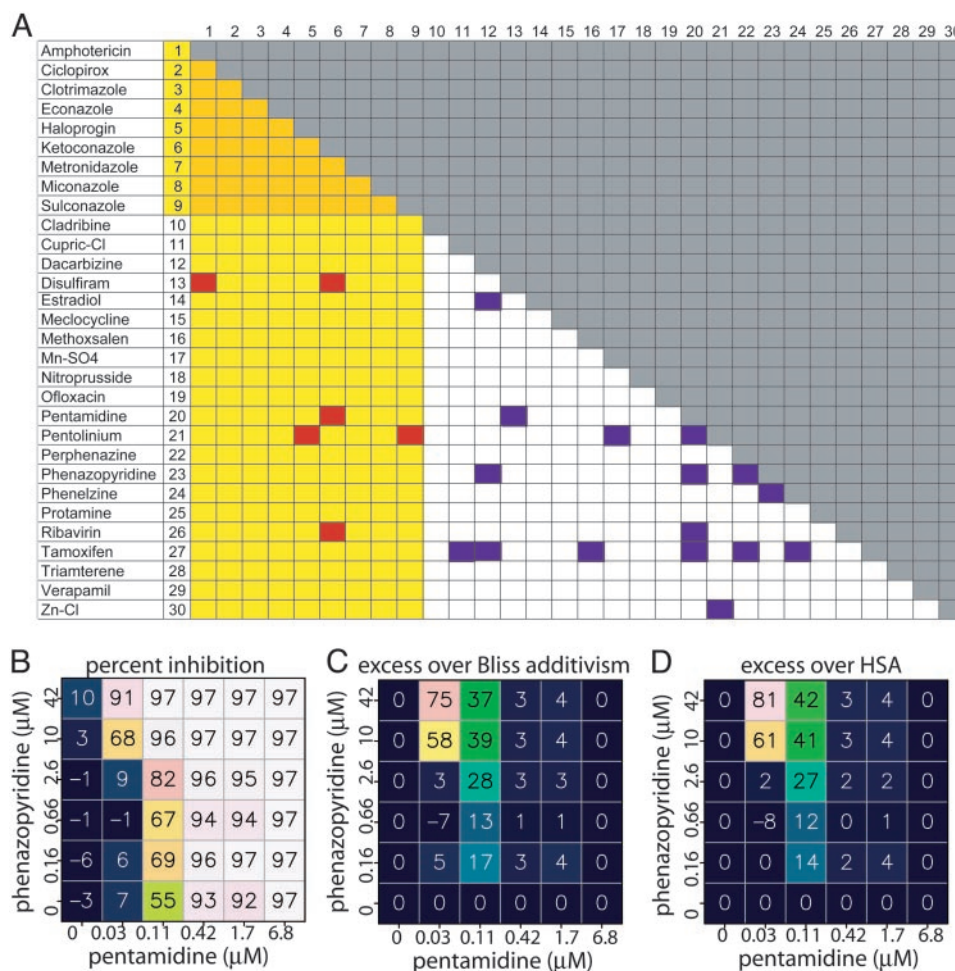 A
1 2 3 4 5 6 7 8 9 10 11 12 13 14 15 16 17 18 19 20 21 22 23 24 25 26 27 28 29 30
Amphotericin 1
Ciclopirox 2
Clotrimazole 3
Econazole 4
Haloprogin 5
Ketoconazole 6
Metronidazole 7
Miconazole 8
Sulconazole 9
Cladribine 10
Cupric-Cl 11
Dacarbizine 12
Disulfiram 13
Estradiol 14
Meclocycline 15
Methoxsalen 16
Mn-SO4 17
Nitroprusside 18
Ofloxacin 19
Pentamidine 20
Pentolinium 21
Perphenazine 22
Phenazopyridine 23
Phenelzine 24
Protamine 25
Ribavirin 26
Tamoxifen 27
Triamterene 28
Verapamil 29
Zn-Cl 30
B percent inhibition
phenazopyridine (µM)
42 10 91 97 97 97 97
10 3 68 96 97 97 97
2.6 −1 9 82 96 95 97
0.66 −1 −1 67 94 94 97
0.16 −6 6 69 96 97 97
0 −3 7 55 93 92 97
0 0.03 0.11 0.42 1.7 6.8
pentamidine (µM)
C excess over Bliss additivism
phenazopyridine (µM)
42 0 75 37 3 4 0
10 0 58 39 3 4 0
2.6 0 3 28 3 3 0
0.66 0 −7 13 1 1 0
0.16 0 5 17 3 4 0
0 0 0 0 0 0 0
0 0.03 0.11 0.42 1.7 6.8
pentamidine (µM)
D excess over HSA
phenazopyridine (µM)
42 0 81 42 3 4 0
10 0 61 41 3 4 0
2.6 0 2 27 2 2 0
0.66 0 −8 12 0 1 0
0.16 0 0 14 2 4 0
0 0 0 0 0 0 0
0 0.03 0.11 0.42 1.7 6.8
pentamidine (µM)